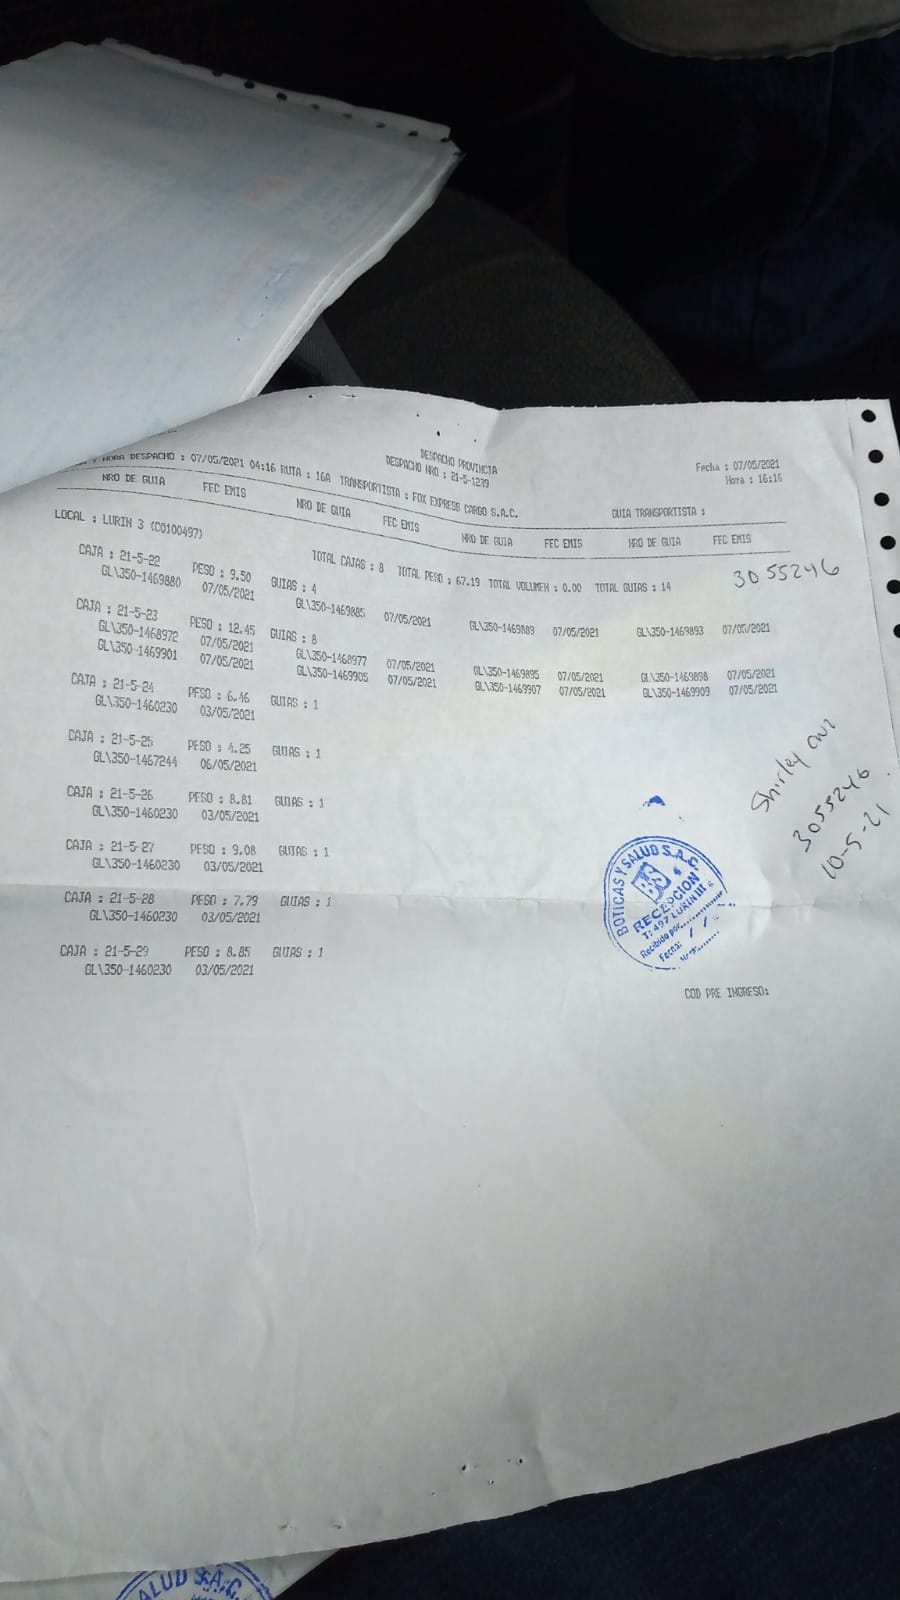 DESPACHO PROVINCIA
DESPACHO NRO : 21-5-1279
Fecha : 07/05/2021
Hora : 16:16
HORA DESPACHO : 07/05/2021 04:16 RUTA : 16A TRANSPORTISTA : FOX EXPRESS CARGO S.A.C.
GUIA TRANSPORTISTA :
NRO DE GUIA FEC EMIS NRO DE GUIA FEC EMIS NRO DE GUIA FEC EMIS NRO DE GUIA FEC EMIS
LOCAL : LURIN 3 (CO100497) TOTAL CAJAS : 8 TOTAL PESO : 67.19 TOTAL VOLUMEN : 0.00 TOTAL GUIAS : 14
3055246
CAJA : 21-5-22 PESO : 9.50 GUIAS : 4
GL\350-1469880 07/05/2021 GL\350-1469885 07/05/2021 GL\350-1469889 07/05/2021 GL\350-1469893 07/05/2021
CAJA : 21-5-23 PESO : 12.45 GUIAS : 8
GL\350-1468972 07/05/2021 GL\350-1468977 07/05/2021 GL\350-1469895 07/05/2021 GL\350-1469898 07/05/2021
GL\350-1469901 07/05/2021 GL\350-1469905 07/05/2021 GL\350-1469907 07/05/2021 GL\350-1469909 07/05/2021
CAJA : 21-5-24 PESO : 6.46 GUIAS : 1
GL\350-1460230 03/05/2021
CAJA : 21-5-25 PESO : 4.25 GUIAS : 1
GL\350-1467244 06/05/2021
CAJA : 21-5-26 PESO : 8.81 GUIAS : 1
GL\350-1460230 03/05/2021
CAJA : 21-5-27 PESO : 9.08 GUIAS : 1
GL\350-1460230 03/05/2021
CAJA : 21-5-28 PESO : 7.79 GUIAS : 1
GL\350-1460230 03/05/2021
CAJA : 21-5-29 PESO : 8.85 GUIAS : 1
GL\350-1460230 03/05/2021
Shirley Cruz
3055246
10-5-21
BOTICAS Y SALUD S.A.C.
BS
RECEPCION
T: 497 LURIN III
Recibido por:
Fecha: / /
COD PRE INGRESO:
SALUD S.A.C.